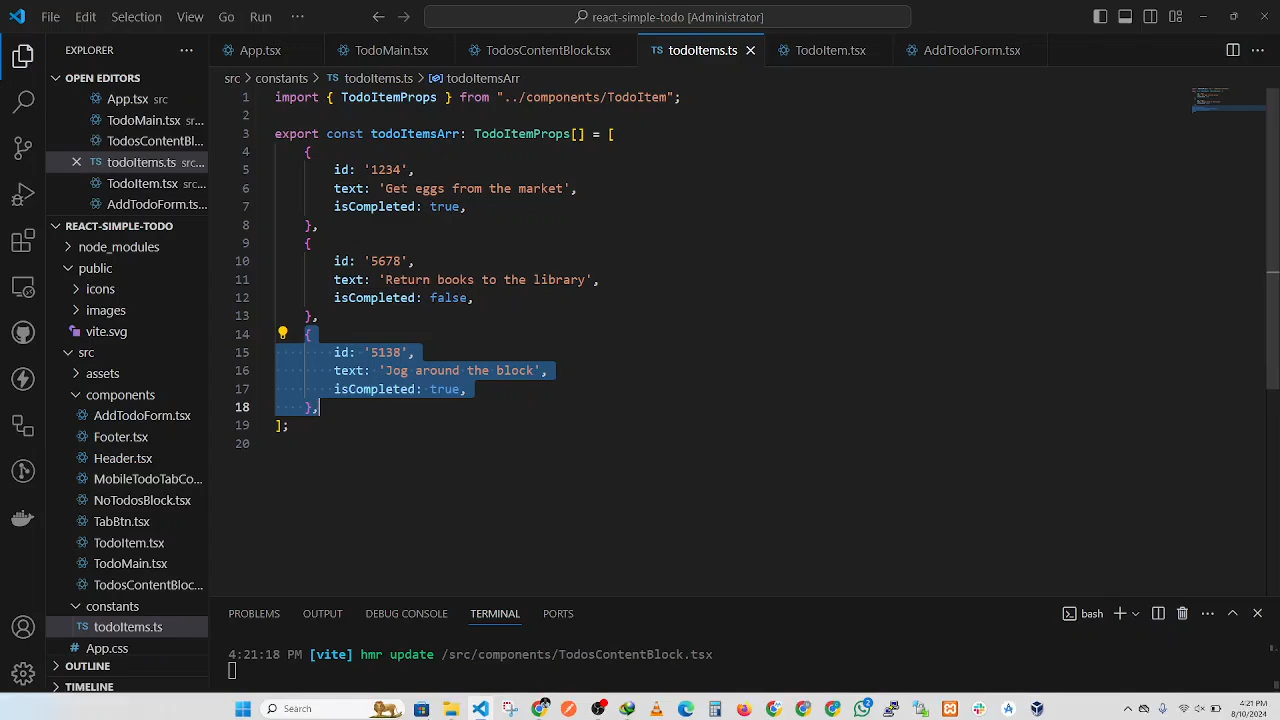 File Edit Selection View Go Run ···
react-simple-todo [Administrator]
EXPLORER ···
App.tsx TodoMain.tsx TodosContentBlock.tsx TS todoItems.ts TodoItem.tsx AddTodoForm.tsx
OPEN EDITORS
App.tsx src
TodoMain.tsx s...
TodosContentBl...
TS todoItems.ts src...
TodoItem.tsx src...
AddTodoForm.ts...
REACT-SIMPLE-TODO
node_modules
public
icons
images
vite.svg
src
assets
components
AddTodoForm.tsx
Footer.tsx
Header.tsx
MobileTodoTabCo...
NoTodosBlock.tsx
TabBtn.tsx
TodoItem.tsx
TodoMain.tsx
TodosContentBloc...
constants
TS todoItems.ts
App.css
OUTLINE
TIMELINE
src > constants > TS todoItems.ts > todoItemsArr
1 import { TodoItemProps } from "../components/TodoItem";
2
3 export const todoItemsArr: TodoItemProps[] = [
4 {
5 id: '1234',
6 text: 'Get eggs from the market',
7 isCompleted: true,
8 },
9 {
10 id: '5678',
11 text: 'Return books to the library',
12 isCompleted: false,
13 },
14 {
15 id: '5138',
16 text: 'Jog around the block',
17 isCompleted: true,
18 },
19 ];
20
PROBLEMS OUTPUT DEBUG CONSOLE TERMINAL PORTS
bash
4:21:18 PM [vite] hmr update /src/components/TodosContentBlock.tsx
Search
4:21 PM